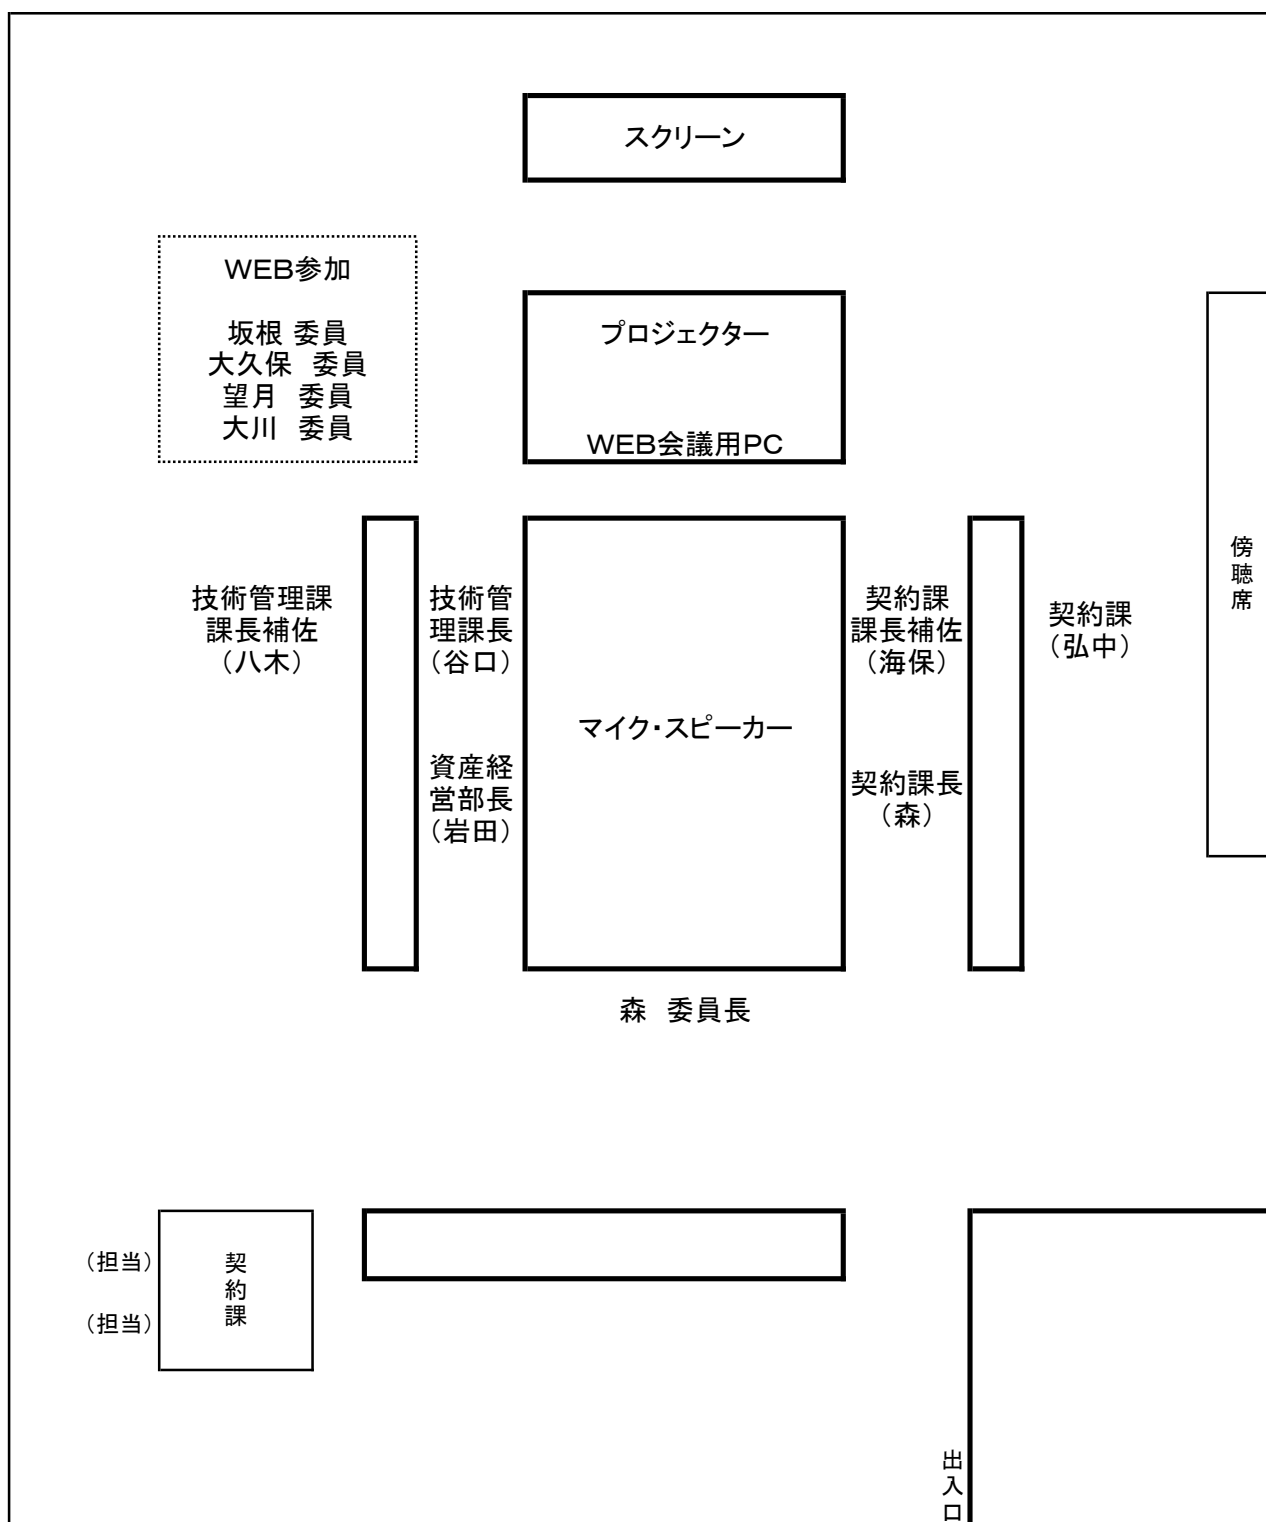 スクリーン
WEB参加
坂根 委員
大久保　委員
望月　委員
大川　委員
プロジェクター
WEB会議用PC
傍聴席
技術管理課
課長補佐
（八木）
技術管
理課長
（谷口）
契約課
課長補佐
（海保）
契約課
（弘中）
マイク・スピーカー
資産経
営部長
（岩田）
契約課長
（森）
森　委員長
（担当）
（担当）
契約課
出入口